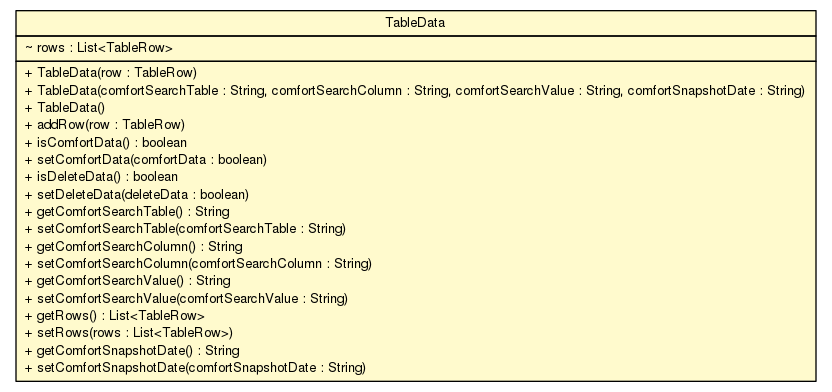 TableData
~ rows : List<TableRow>
+ TableData(row : TableRow)
+ TableData(comfortSearchTable : String, comfortSearchColumn : String, comfortSearchValue : String, comfortSnapshotDate : String)
+ TableData()
+ addRow(row : TableRow)
+ isComfortData() : boolean
+ setComfortData(comfortData : boolean)
+ isDeleteData() : boolean
+ setDeleteData(deleteData : boolean)
+ getComfortSearchTable() : String
+ setComfortSearchTable(comfortSearchTable : String)
+ getComfortSearchColumn() : String
+ setComfortSearchColumn(comfortSearchColumn : String)
+ getComfortSearchValue() : String
+ setComfortSearchValue(comfortSearchValue : String)
+ getRows() : List<TableRow>
+ setRows(rows : List<TableRow>)
+ getComfortSnapshotDate() : String
+ setComfortSnapshotDate(comfortSnapshotDate : String)